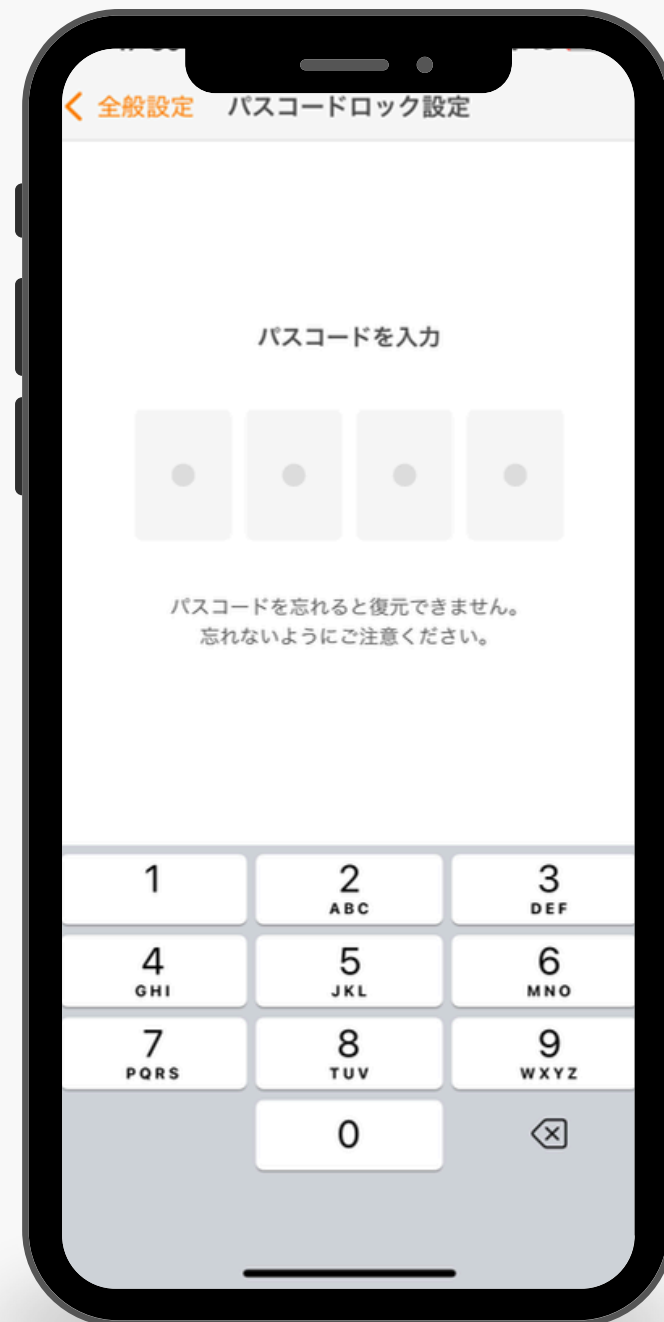 全般設定 パスコードロック設定
パスコードを入力
パスコードを忘れると復元できません。
忘れないようにご注意ください。
1 2 3
ABC DEF
4 5 6
GHI JKL MNO
7 8 9
PQRS TUV WXYZ
0